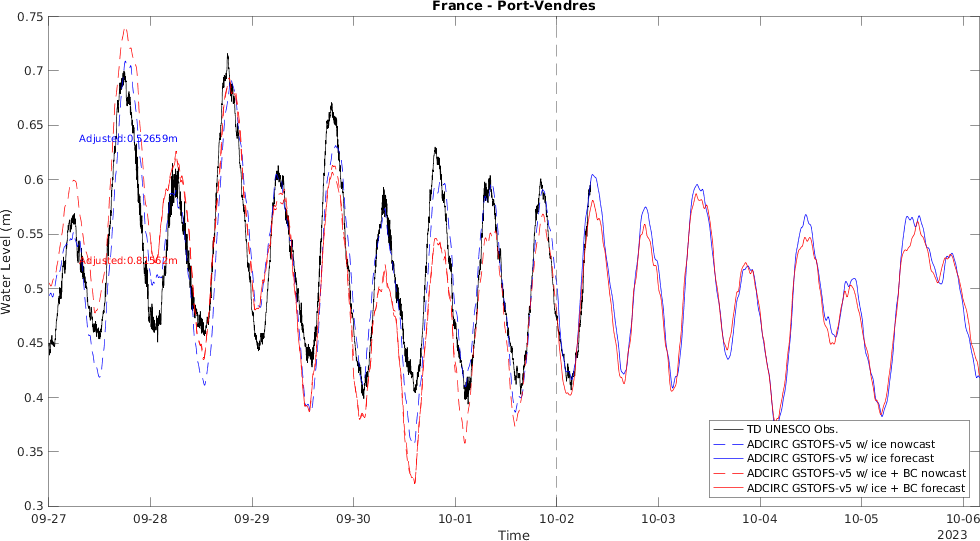 France - Port-Vendres
Water Level (m)
0.75
0.7
0.65
0.6
0.55
0.5
0.45
0.4
0.35
0.3
Adjusted:0.52659m
TD UNESCO Obs.
ADCIRC GSTOFS-v5 w/ ice nowcast
ADCIRC GSTOFS-v5 w/ ice forecast
ADCIRC GSTOFS-v5 w/ ice + BC nowcast
ADCIRC GSTOFS-v5 w/ ice + BC forecast
09-27 09-28 09-29 09-30 10-01 10-02 10-03 10-04 10-05 10-06
Time
2023